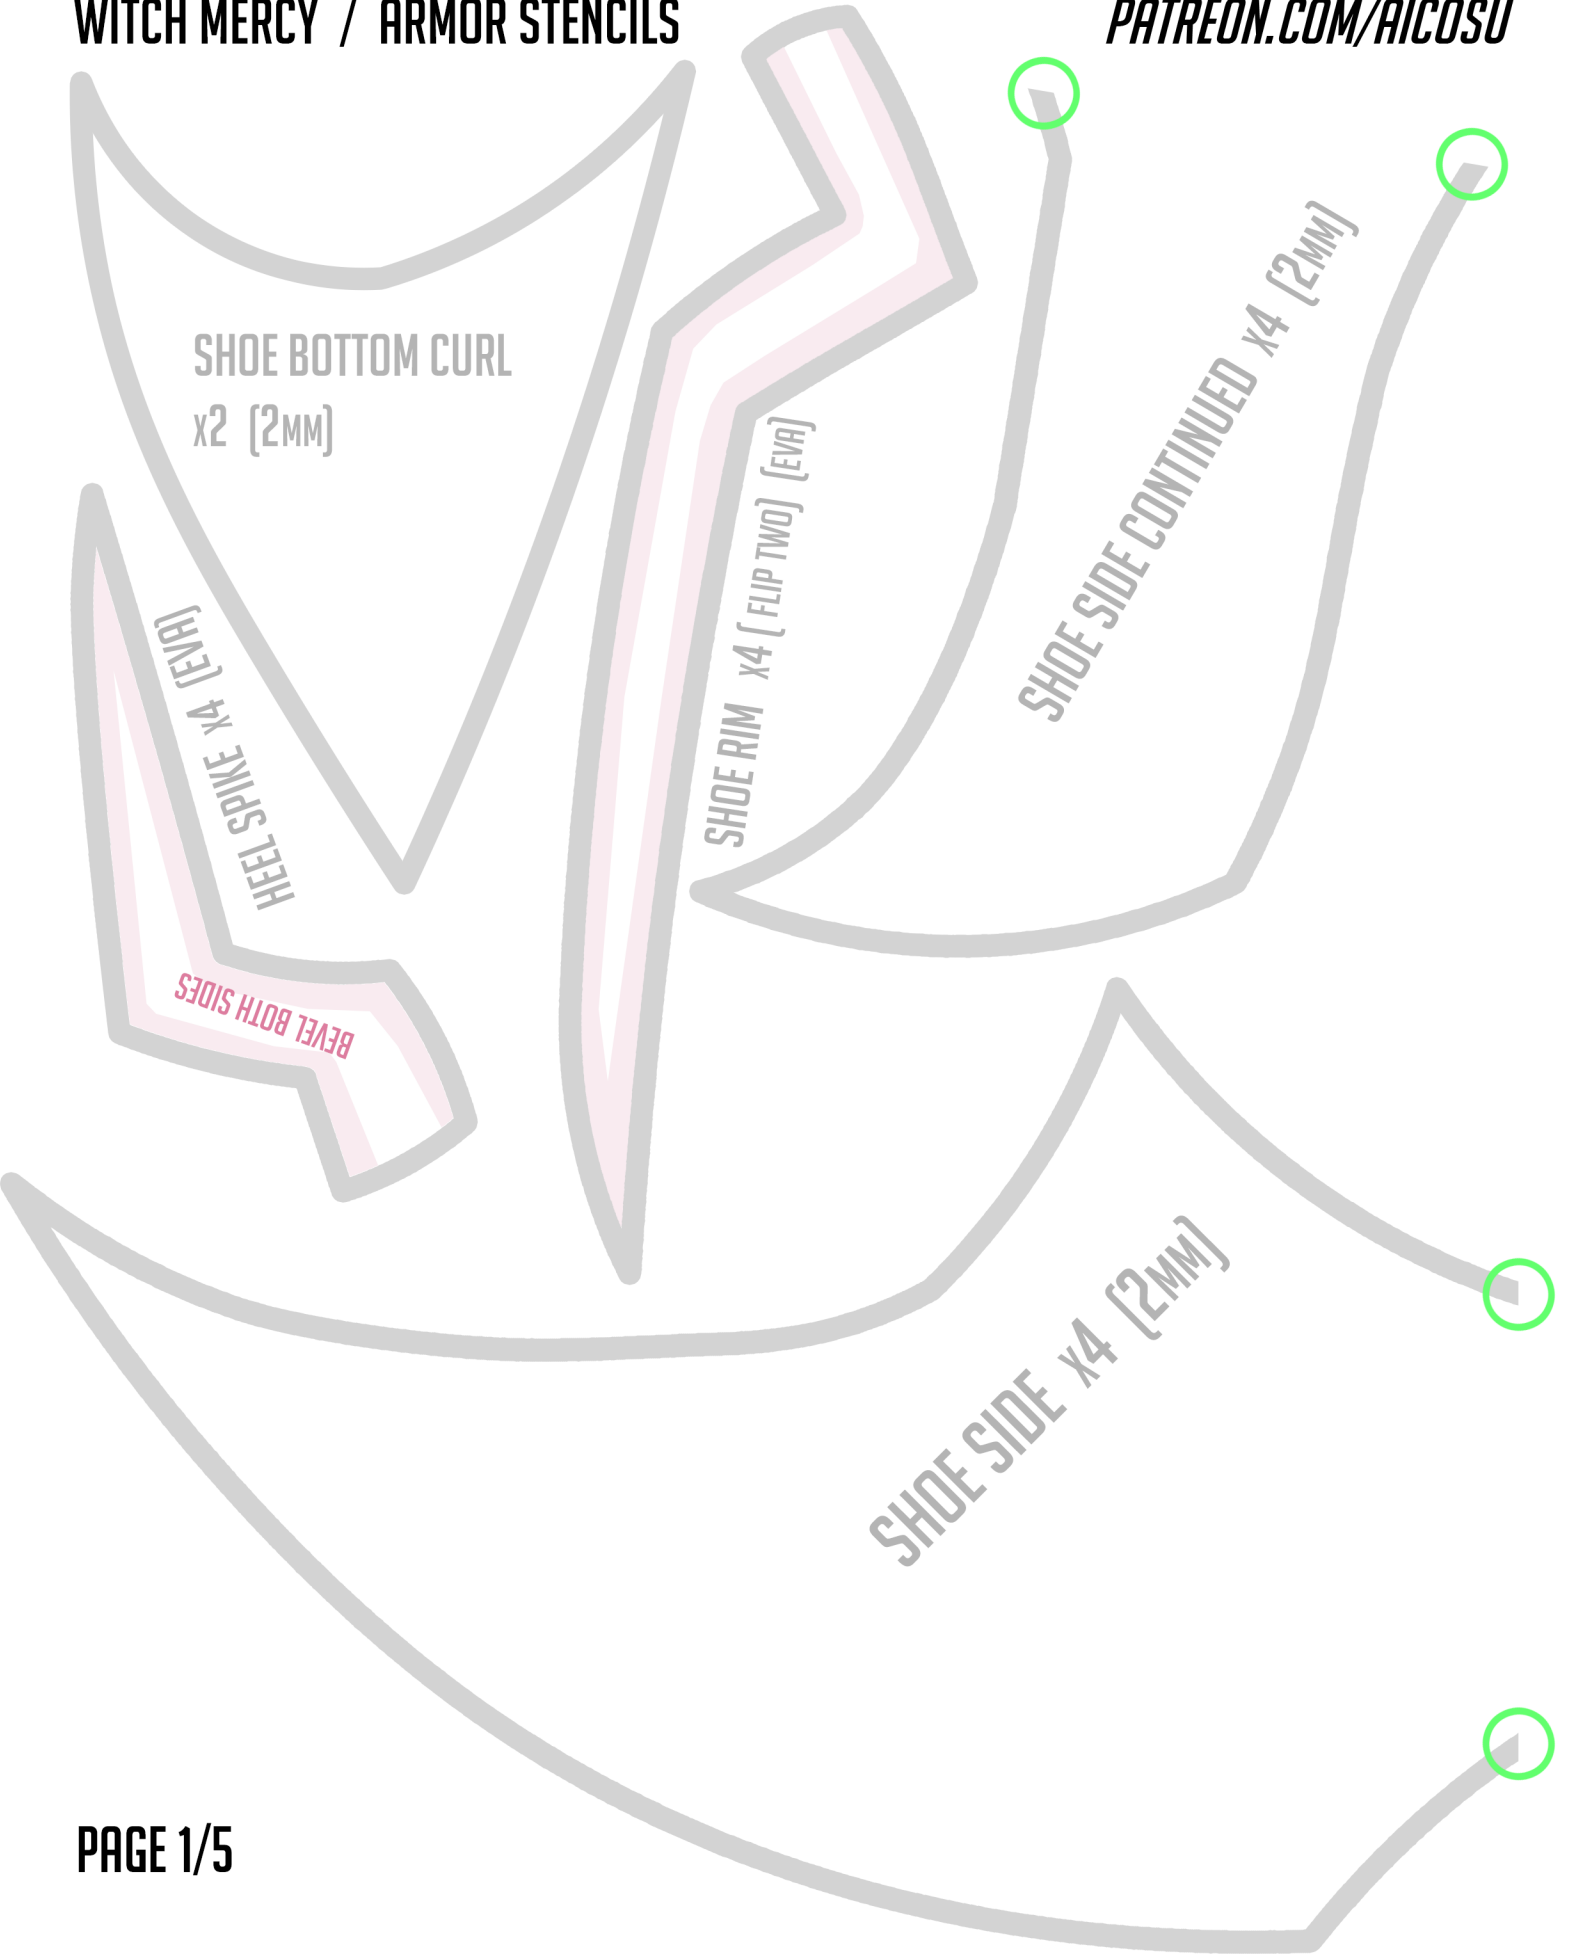 WITCH MERCY / ARMOR STENCILS
PATREON.COM/AICOSU
SHOE BOTTOM CURL
x2 (2MM)
HEEL SPIKE x4 (EVA)
BEVEL BOTH SIDES
SHOE RIM x4 (FLIP TWO) (EVA)
SHOE SIDE CONTINUED x4 (2MM)
SHOE SIDE x4 (2MM)
PAGE 1/5